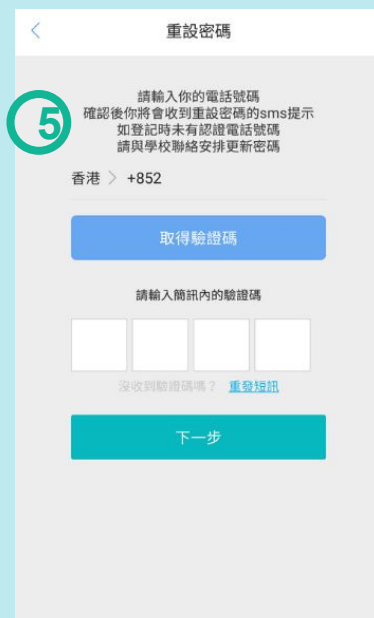 重設密碼
請輸入你的電話號碼
5
確認後你將會收到重設密碼的sms提示
如登記時未有認證電話號碼
請與學校聯絡安排更新密碼
香港 > +852
取得驗證碼
請輸入簡訊內的驗證碼
沒收到驗證碼嗎？ 重發短訊
下一步